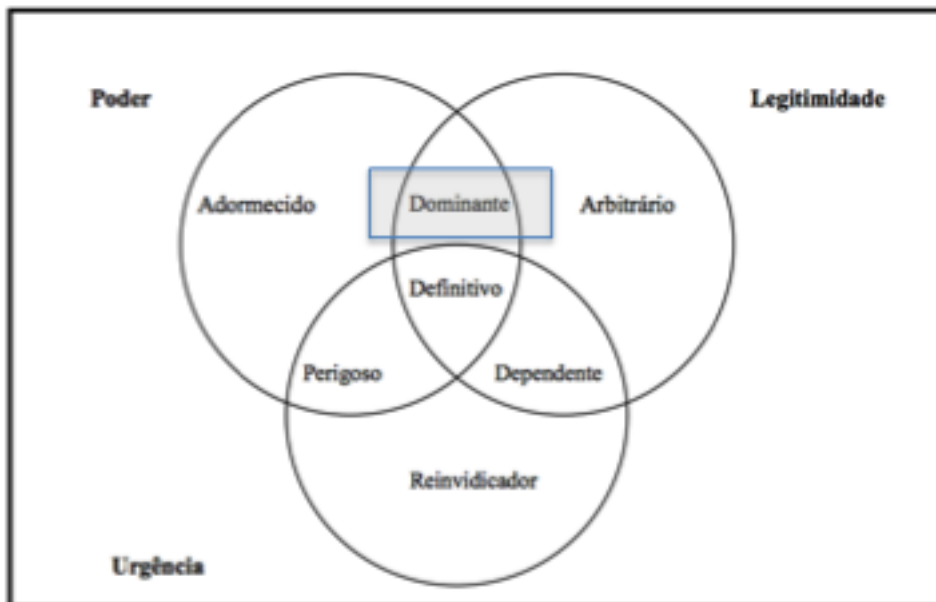 Poder
Legitimidade
Adormecido
Dominante
Arbitrário
Definitivo
Perigoso
Dependente
Reinvidicador
Urgência